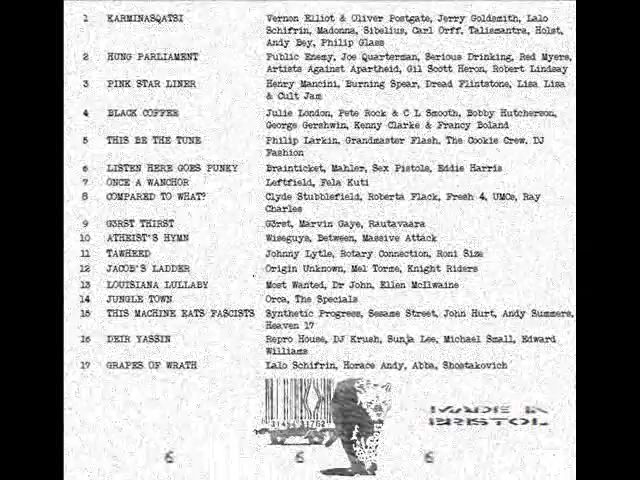 1 KARMINASQATSI Vernon Elliot & Oliver Postgate, Jerry Goldsmith, Lalo
Schifrin, Madonna, Sibelius, Carl Orff, Talismantra, Holst,
Andy Bey, Philip Glass
2 HUNG PARLIAMENT Public Enemy, Joe Quarterman, Serious Drinking, Red Myers,
Artists Against Apartheid, Gil Scott Heron, Robert Lindsay
3 PINK STAR LINER Henry Mancini, Burning Spear, Dread Flintstone, Lisa Lisa
& Cult Jam
4 BLACK COFFEE Julie London, Pete Rock & C L Smooth, Bobby Hutcherson,
George Gershwin, Kenny Clarke & Francy Boland
5 THIS BE THE TUNE Philip Larkin, Grandmaster Flash, The Cookie Crew, DJ
Fashion
6 LISTEN HERE GOES PUNKY Brainticket, Mahler, Sex Pistols, Eddie Harris
7 ONCE A WANCHOR Leftfield, Fela Kuti
8 COMPARED TO WHAT? Clyde Stubblefield, Roberta Flack, Fresh 4, UMCs, Ray
Charles
9 G3RST THIRST G3rst, Marvin Gaye, Rautavaara
10 ATHEIST'S HYMN Wiseguys, Between, Massive Attack
11 TAWHEED Johnny Lytle, Rotary Connection, Roni Size
12 JACOB'S LADDER Origin Unknown, Mel Torme, Knight Riders
13 LOUISIANA LULLABY Most Wanted, Dr John, Ellen McIlwaine
14 JUNGLE TOWN Orca, The Specials
15 THIS MACHINE EATS FASCISTS Synthetic Progress, Sesame Street, John Hurt, Andy Summers,
Heaven 17
16 DEIR YASSIN Repro House, DJ Krush, Sunja Lee, Michael Small, Edward
Williams
17 GRAPES OF WRATH Lalo Schifrin, Horace Andy, Abba, Shostakovich
MADE IN
BRISTOL
6 6 6